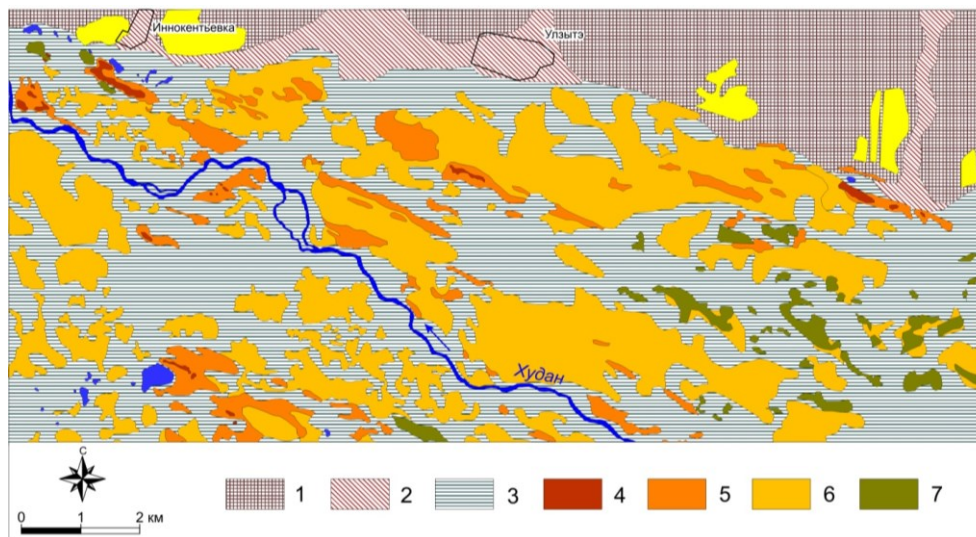 Иннокентьевка
Улзытэ
Худан
С
0 1 2 км
1 2 3 4 5 6 7